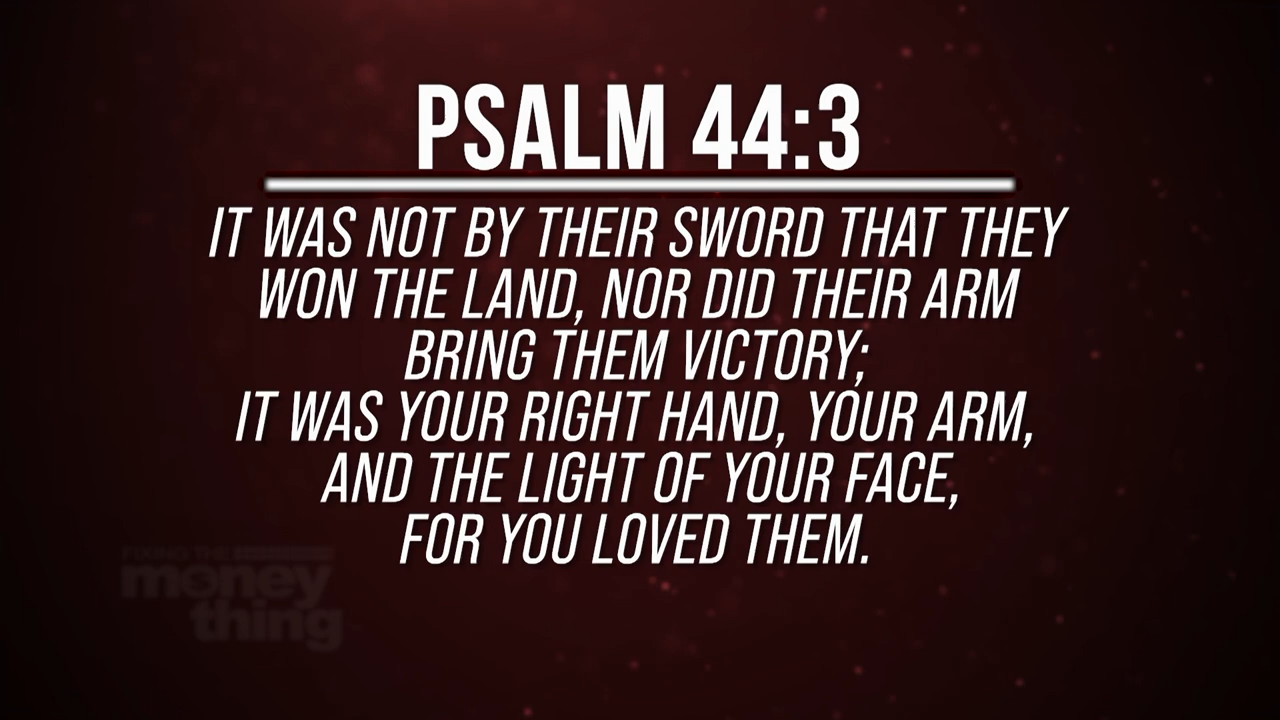 PSALM 44:3
IT WAS NOT BY THEIR SWORD THAT THEY
WON THE LAND, NOR DID THEIR ARM
BRING THEM VICTORY;
IT WAS YOUR RIGHT HAND, YOUR ARM,
AND THE LIGHT OF YOUR FACE,
FOR YOU LOVED THEM.
FIXING THE
money
thing